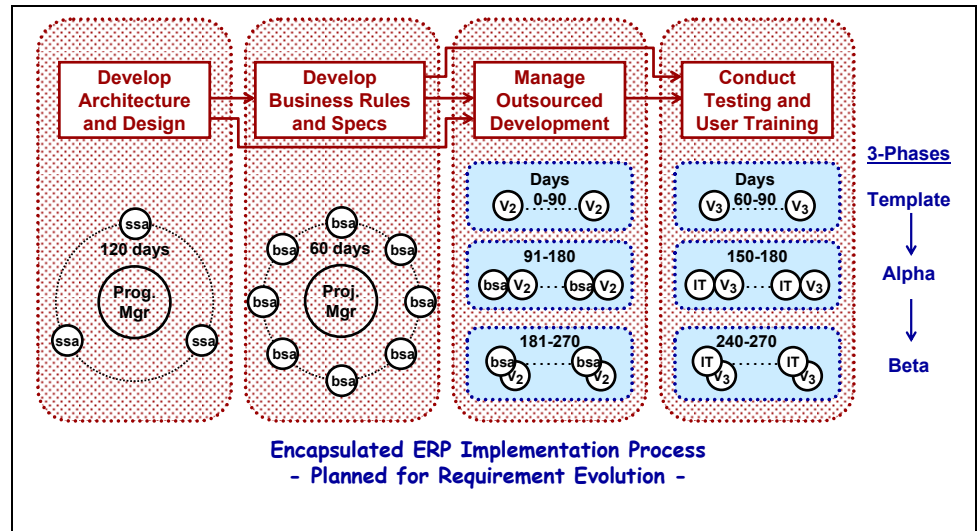 Develop
Architecture
and Design
Develop
Business Rules
and Specs
Manage
Outsourced
Development
Conduct
Testing and
User Training
3-Phases
Template
Alpha
Beta
ssa
120 days
Prog.
Mgr
ssa
ssa
bsa
bsa
bsa
60 days
Proj.
Mgr
bsa
bsa
bsa
bsa
bsa
Days
0-90
V2
V2
91-180
bsa V2
bsa V2
181-270
bsa
V2
bsa
V2
Days
60-90
V3
V3
150-180
IT V3
IT V3
240-270
IT
V3
IT
V3
Encapsulated ERP Implementation Process
- Planned for Requirement Evolution -